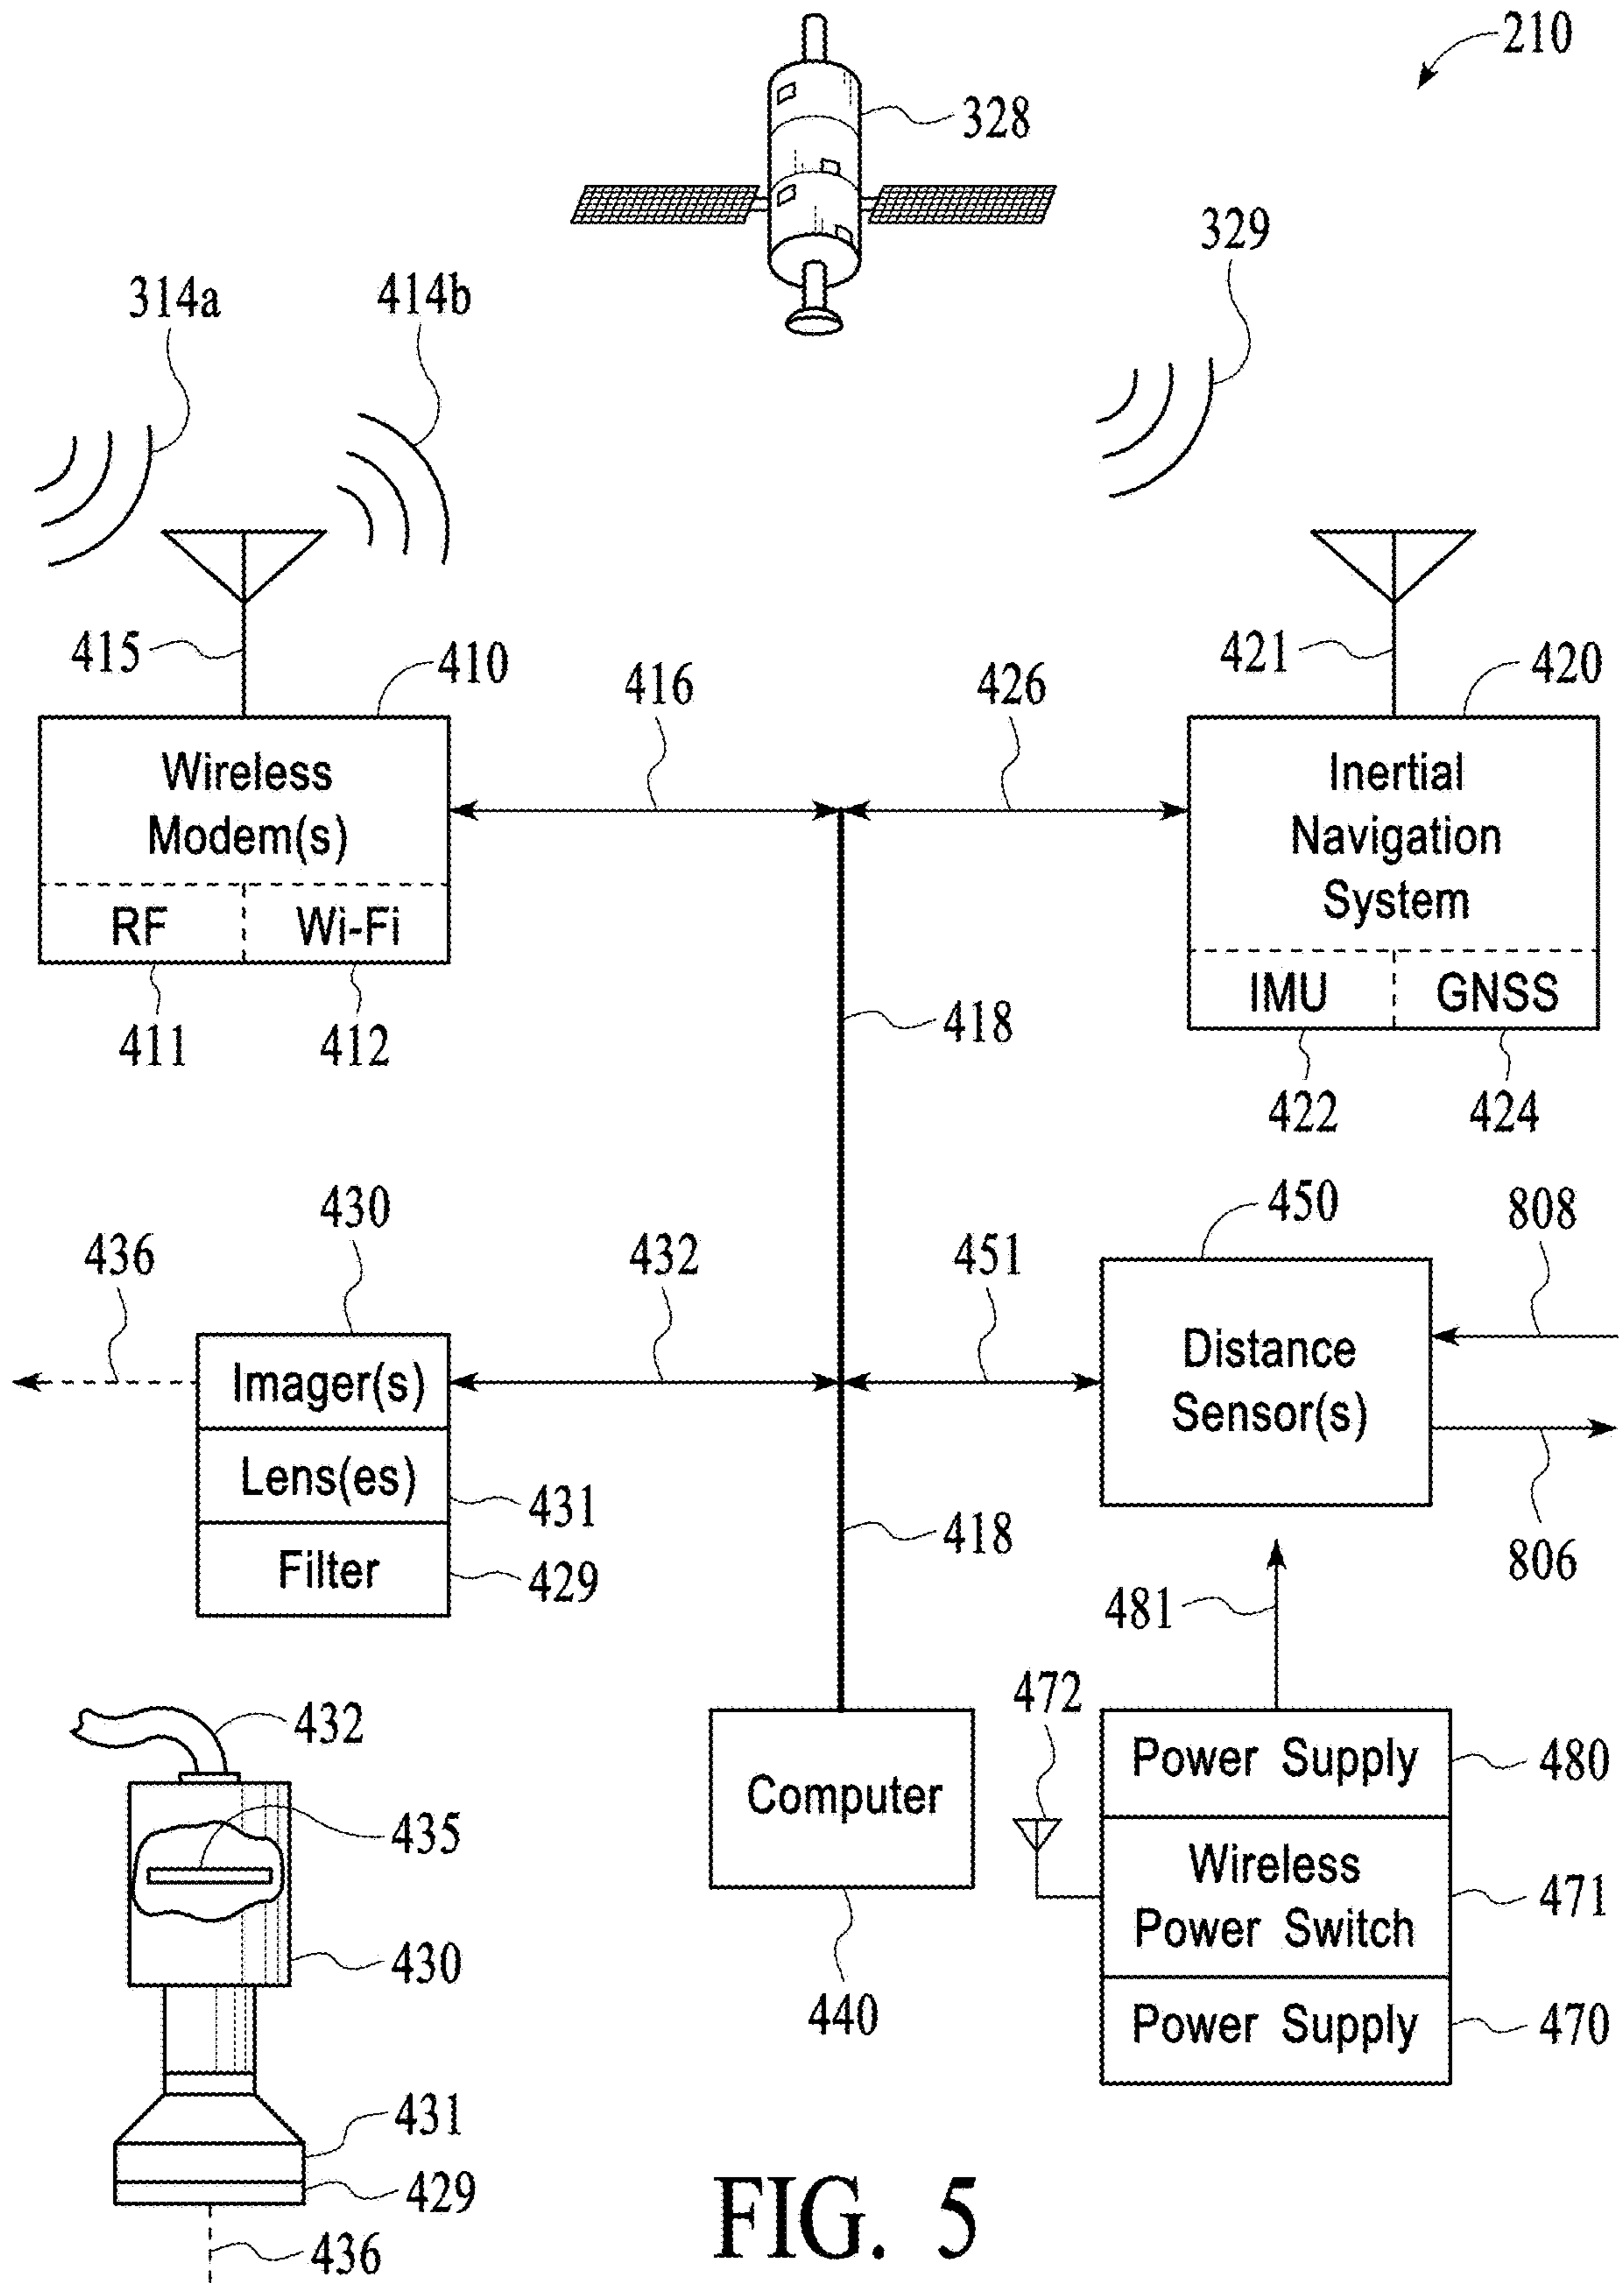 210
328
329
314a
414b
415
410
416
426
421
420
Wireless
Modem(s)
RF
Wi-Fi
411
412
Inertial
Navigation
System
IMU
GNSS
422
424
418
436
430
432
451
450
808
Imager(s)
Lens(es)
Filter
431
429
Distance
Sensor(s)
806
418
481
432
435
430
431
429
436
Computer
440
472
Power Supply
480
Wireless
Power Switch
471
Power Supply
470
FIG. 5